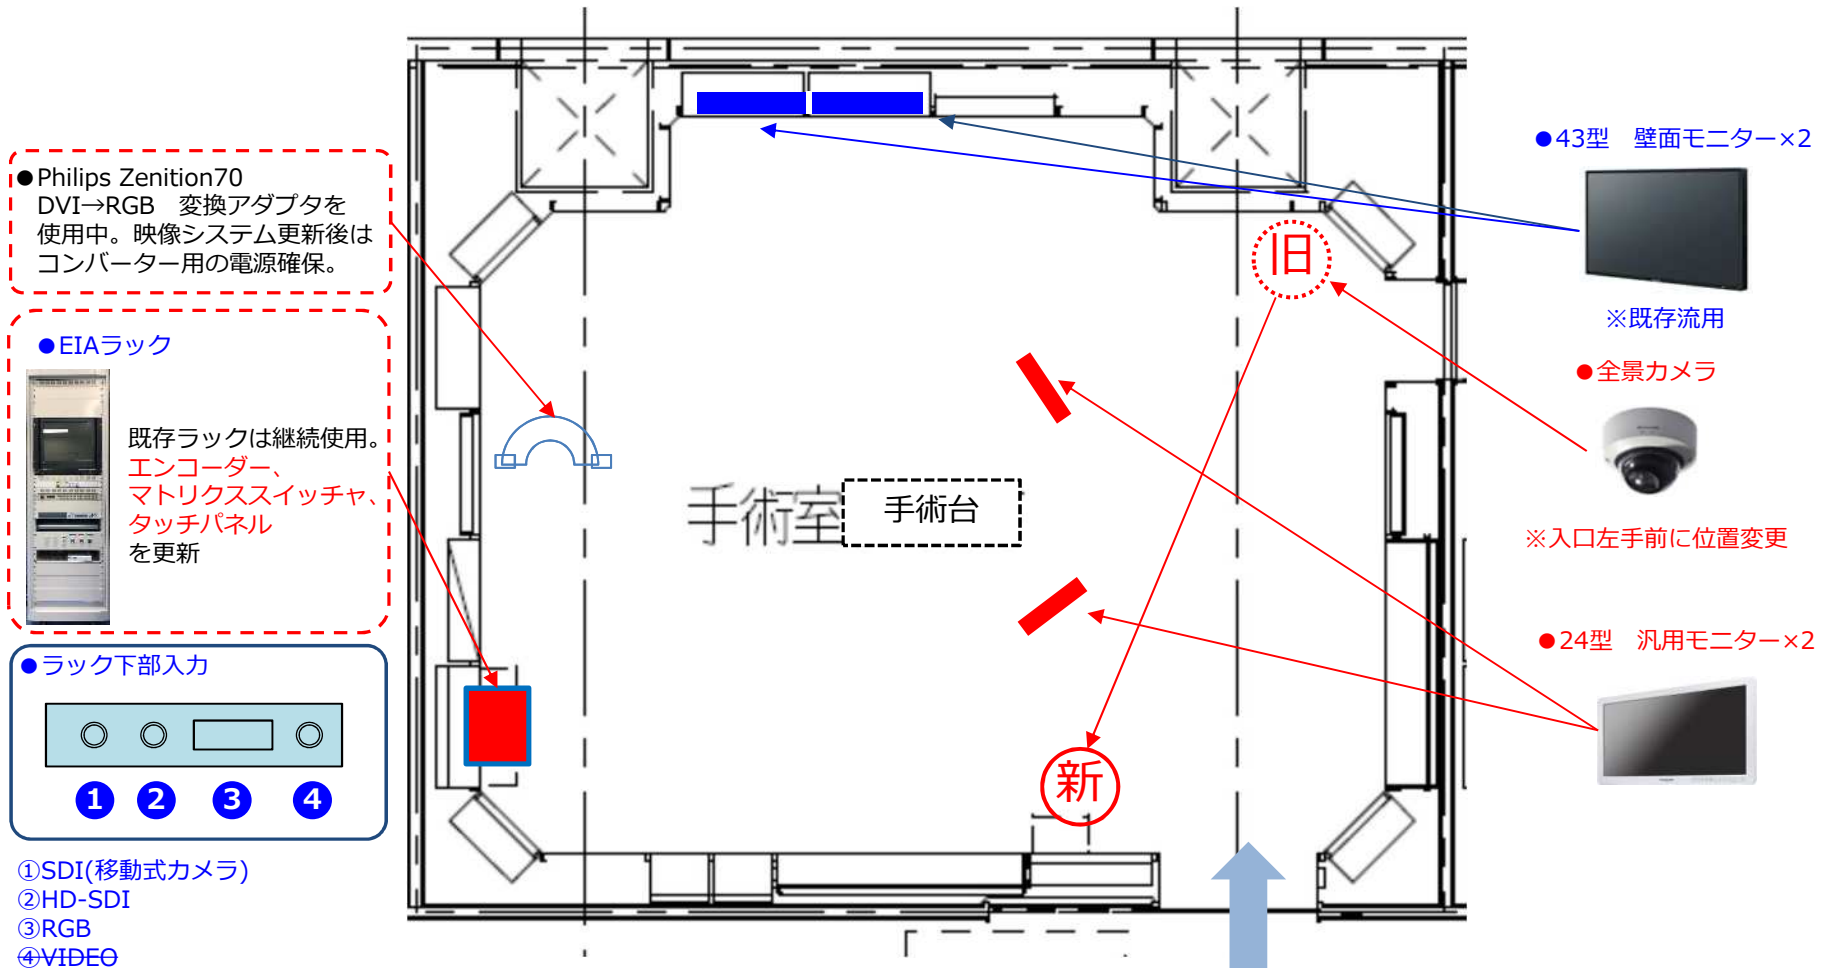 ●Philips Zenition70
DVI→RGB　変換アダプタを
使用中。映像システム更新後は
コンバーター用の電源確保。
●EIAラック
既存ラックは継続使用。
エンコーダー、
マトリクススイッチャ、
タッチパネル
を更新
●ラック下部入力
❶ ❷ ❸ ❹
①SDI(移動式カメラ)
②HD-SDI
③RGB
④VIDEO
手術室
手術台
旧
新
●43型　壁面モニター×2
※既存流用
●全景カメラ
※入口左手前に位置変更
●24型　汎用モニター×2